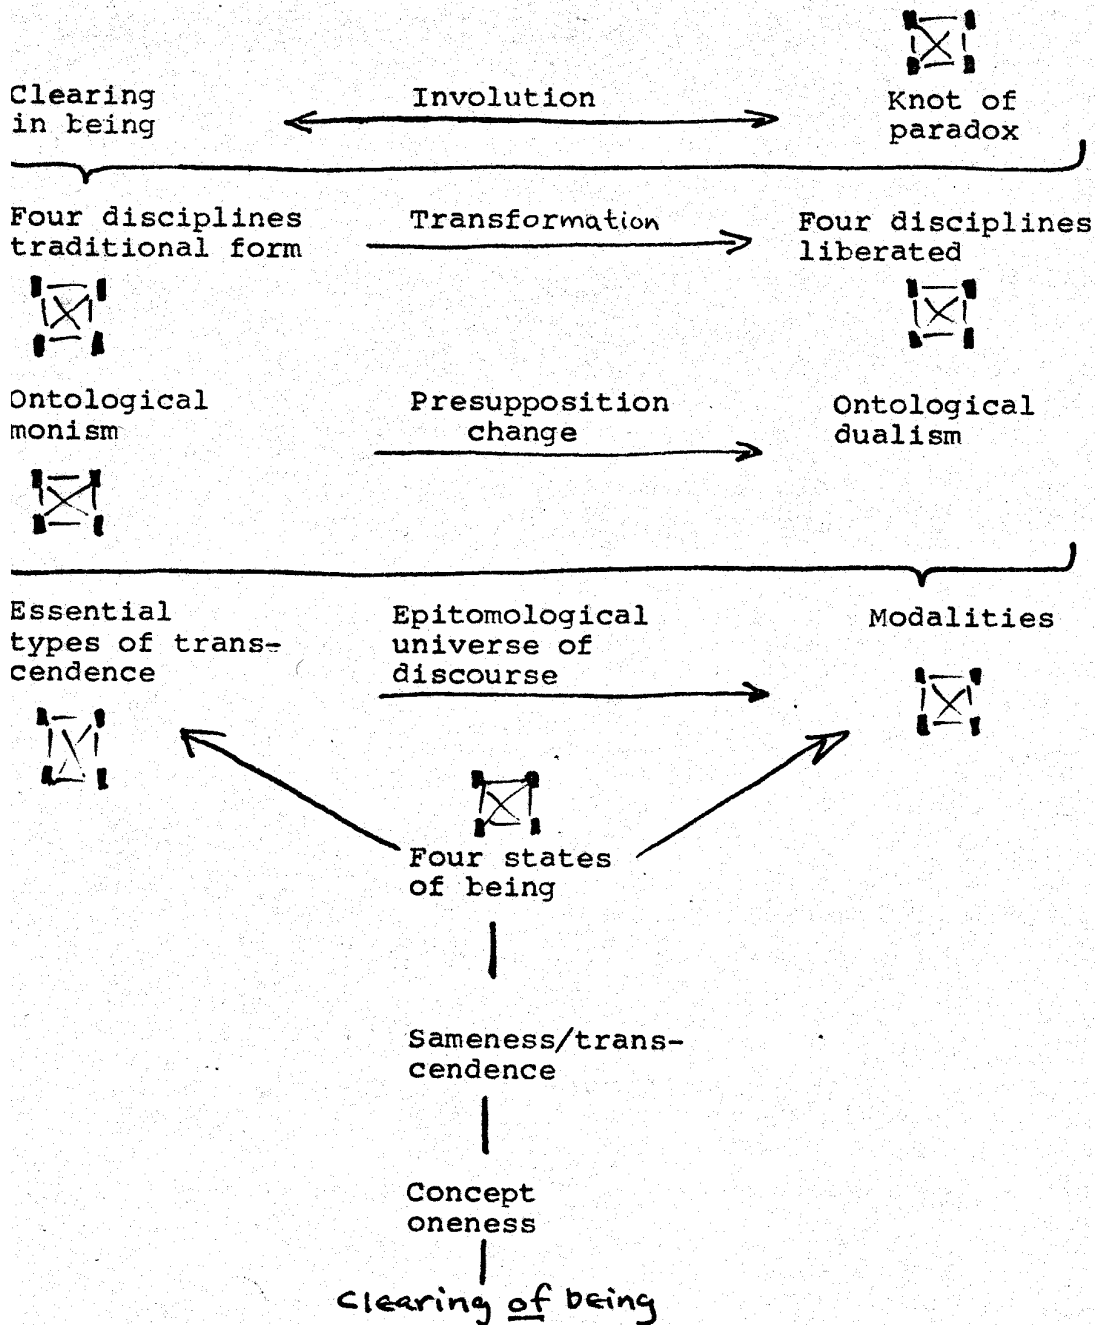 Clearing
in being
Involution
Knot of
paradox
Four disciplines
traditional form
Transformation
Four disciplines
liberated
Ontological
monism
Presupposition
change
Ontological
dualism
Essential
types of trans-
cendence
Epitomological
universe of
discourse
Modalities
Four states
of being
Sameness/trans-
cendence
Concept
oneness
clearing of being